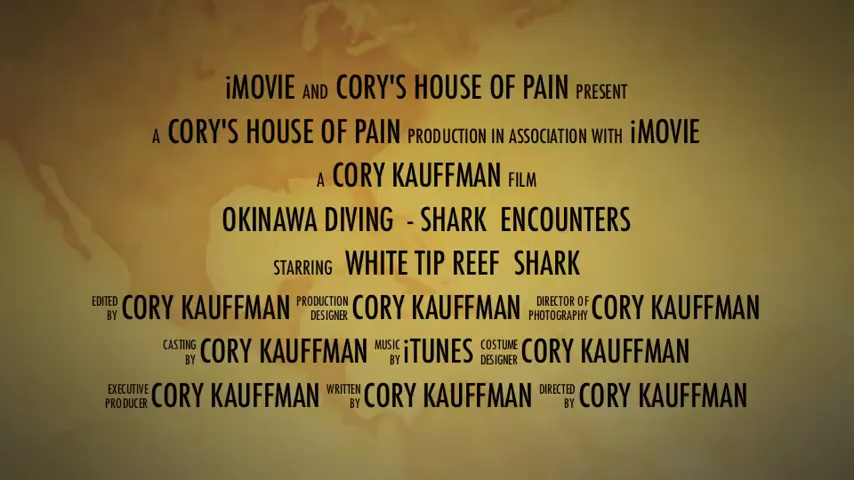 iMOVIE AND CORY'S HOUSE OF PAIN PRESENT
A CORY'S HOUSE OF PAIN PRODUCTION IN ASSOCIATION WITH iMOVIE
A CORY KAUFFMAN FILM
OKINAWA DIVING - SHARK ENCOUNTERS
STARRING WHITE TIP REEF SHARK
EDITED BY CORY KAUFFMAN PRODUCTION DESIGNER CORY KAUFFMAN DIRECTOR OF PHOTOGRAPHY CORY KAUFFMAN
CASTING BY CORY KAUFFMAN MUSIC BY iTUNES COSTUME DESIGNER CORY KAUFFMAN
EXECUTIVE PRODUCER CORY KAUFFMAN WRITTEN BY CORY KAUFFMAN DIRECTED BY CORY KAUFFMAN